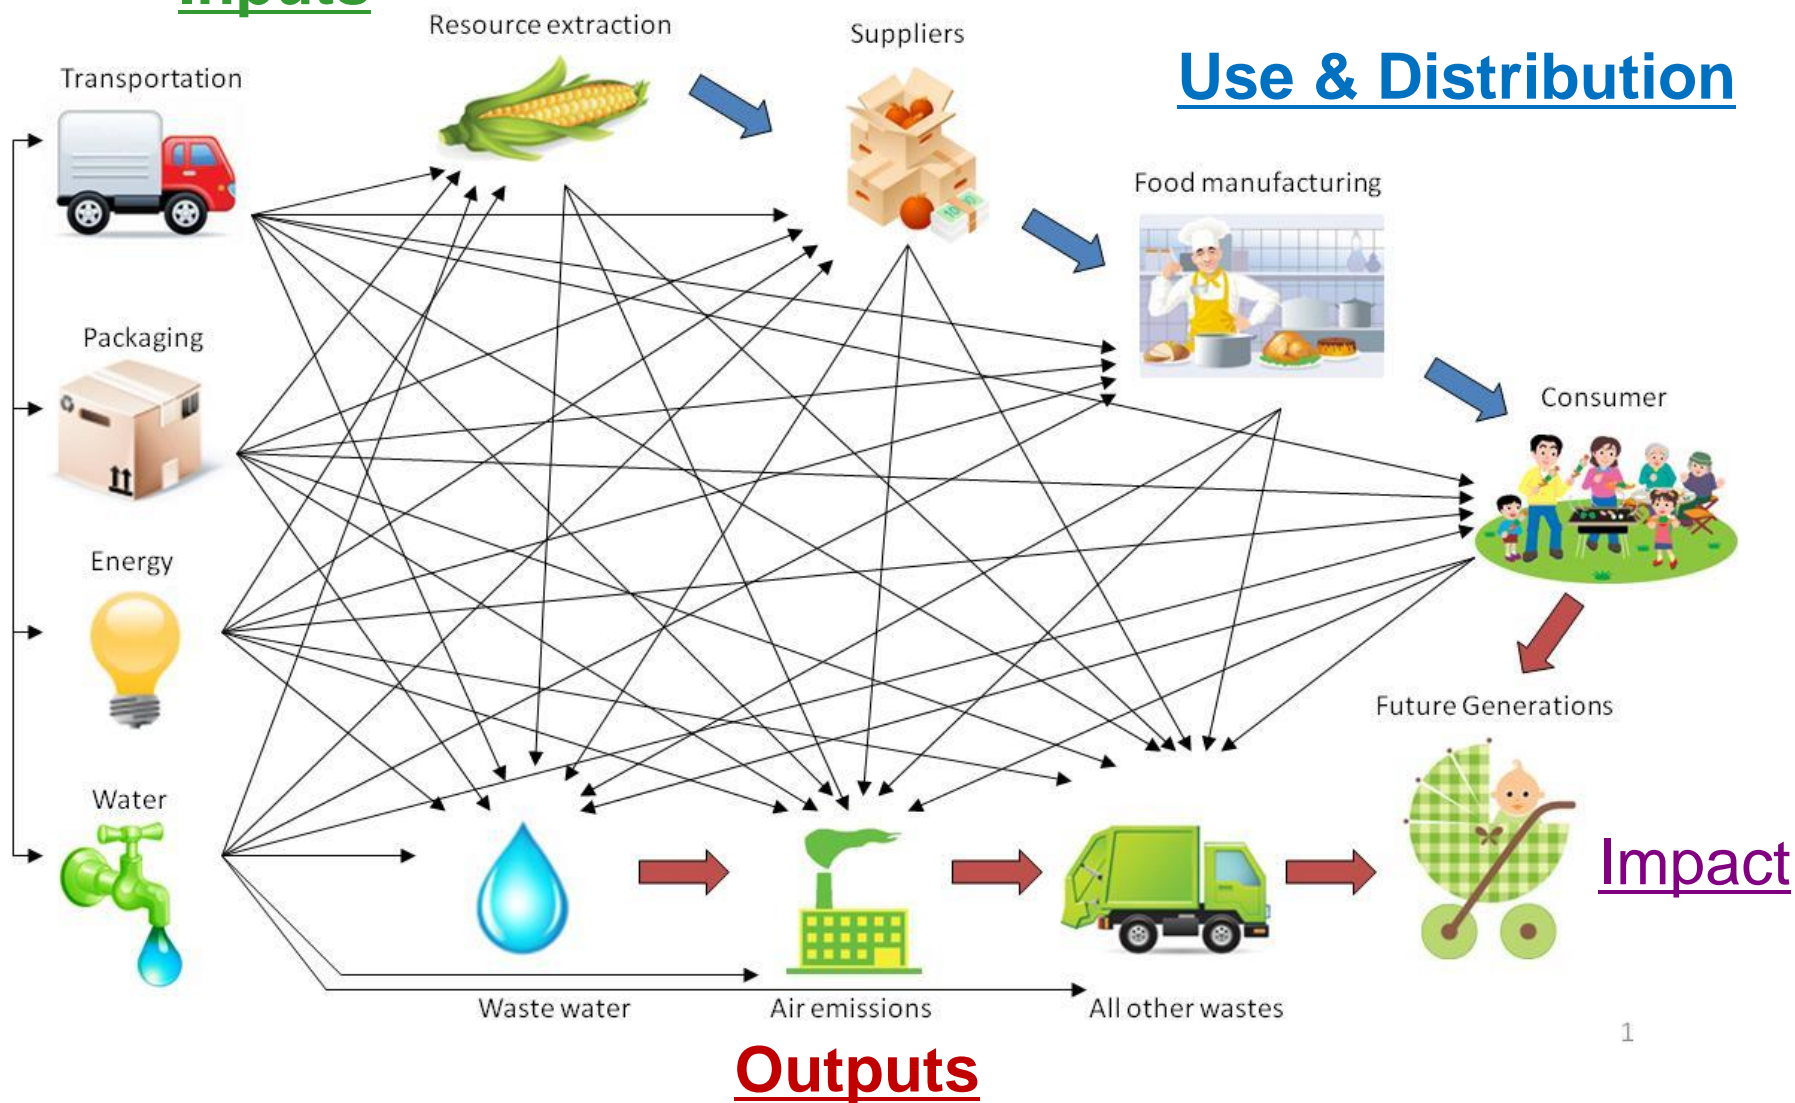 Inputs
Resource extraction
Suppliers
Use & Distribution
Transportation
Food manufacturing
Packaging
Consumer
Energy
Future Generations
Water
Impact
Waste water
Air emissions
All other wastes
1
Outputs